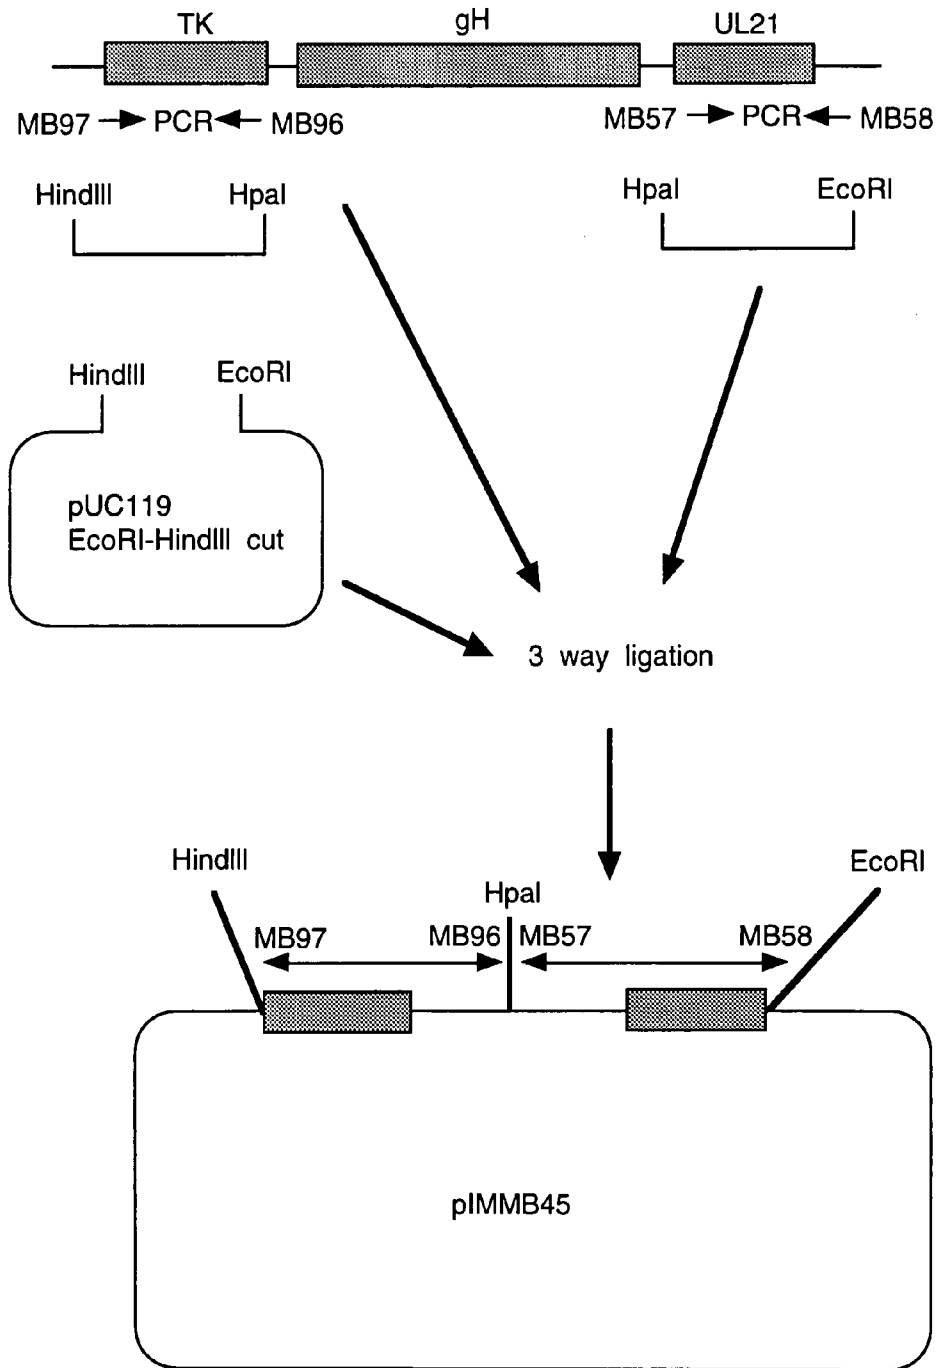 TK gH UL21
MB97 PCR MB96 MB57 PCR MB58
HindIII HpaI HpaI EcoRI
HindIII EcoRI
pUC119
EcoRI-HindIII cut
3 way ligation
HindIII EcoRI
HpaI
MB97 MB96 MB57 MB58
pIMMB45